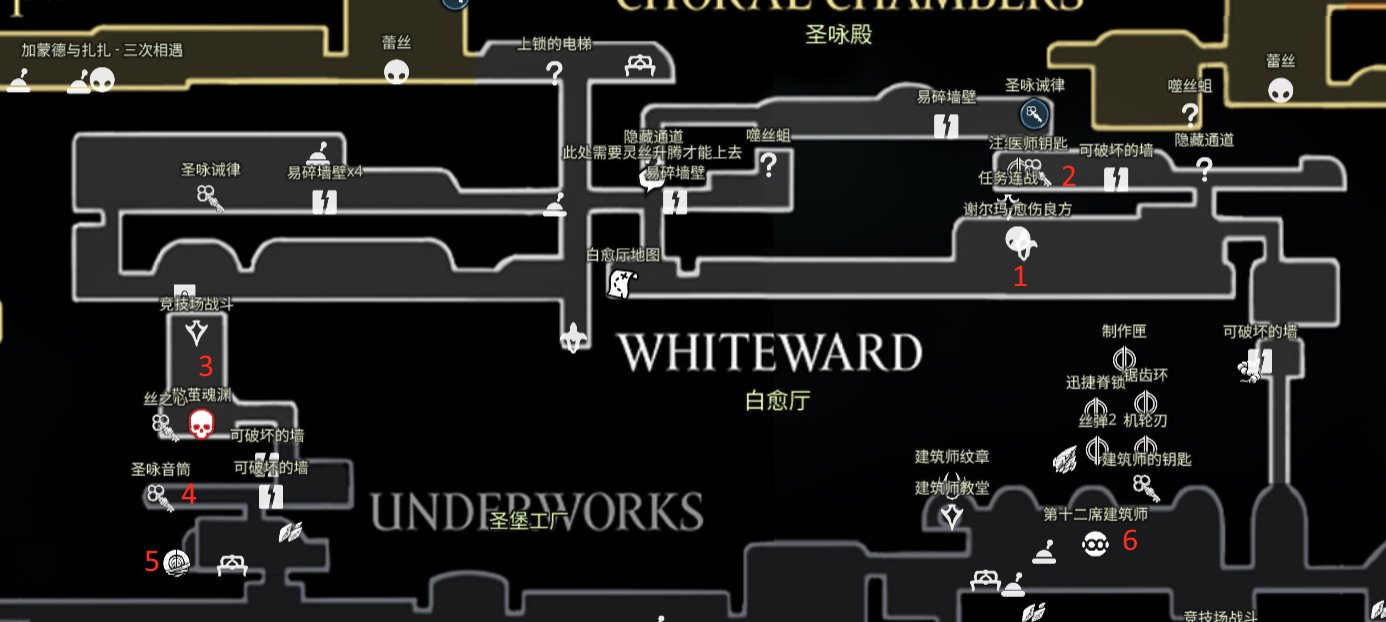 CHORAL CHAMBERS
圣咏殿
加蒙德与扎扎 - 三次相遇
蕾丝
上锁的电梯
蕾丝
噬丝蛆
圣咏诫律
易碎墙壁
隐藏通道
噬丝蛆
隐藏通道
此处需要灵丝升腾才能上去
易碎墙壁
医师钥匙
可破坏的墙
2
任务连战
圣咏诫律
易碎墙壁x4
谢尔玛-愈伤良方
1
白愈厅地图
竞技场战斗
3
WHITEWARD
白愈厅
制作匣
可破坏的墙
迅捷脊锁
锯齿环
丝弹2
机轮刃
丝之心
茧魂渊
可破坏的墙
可破坏的墙
圣咏音筒
4
建筑师纹章
建筑师的钥匙
建筑师教堂
UNDERWORKS
圣堡工厂
第十二席建筑师
6
5
竞技场战斗